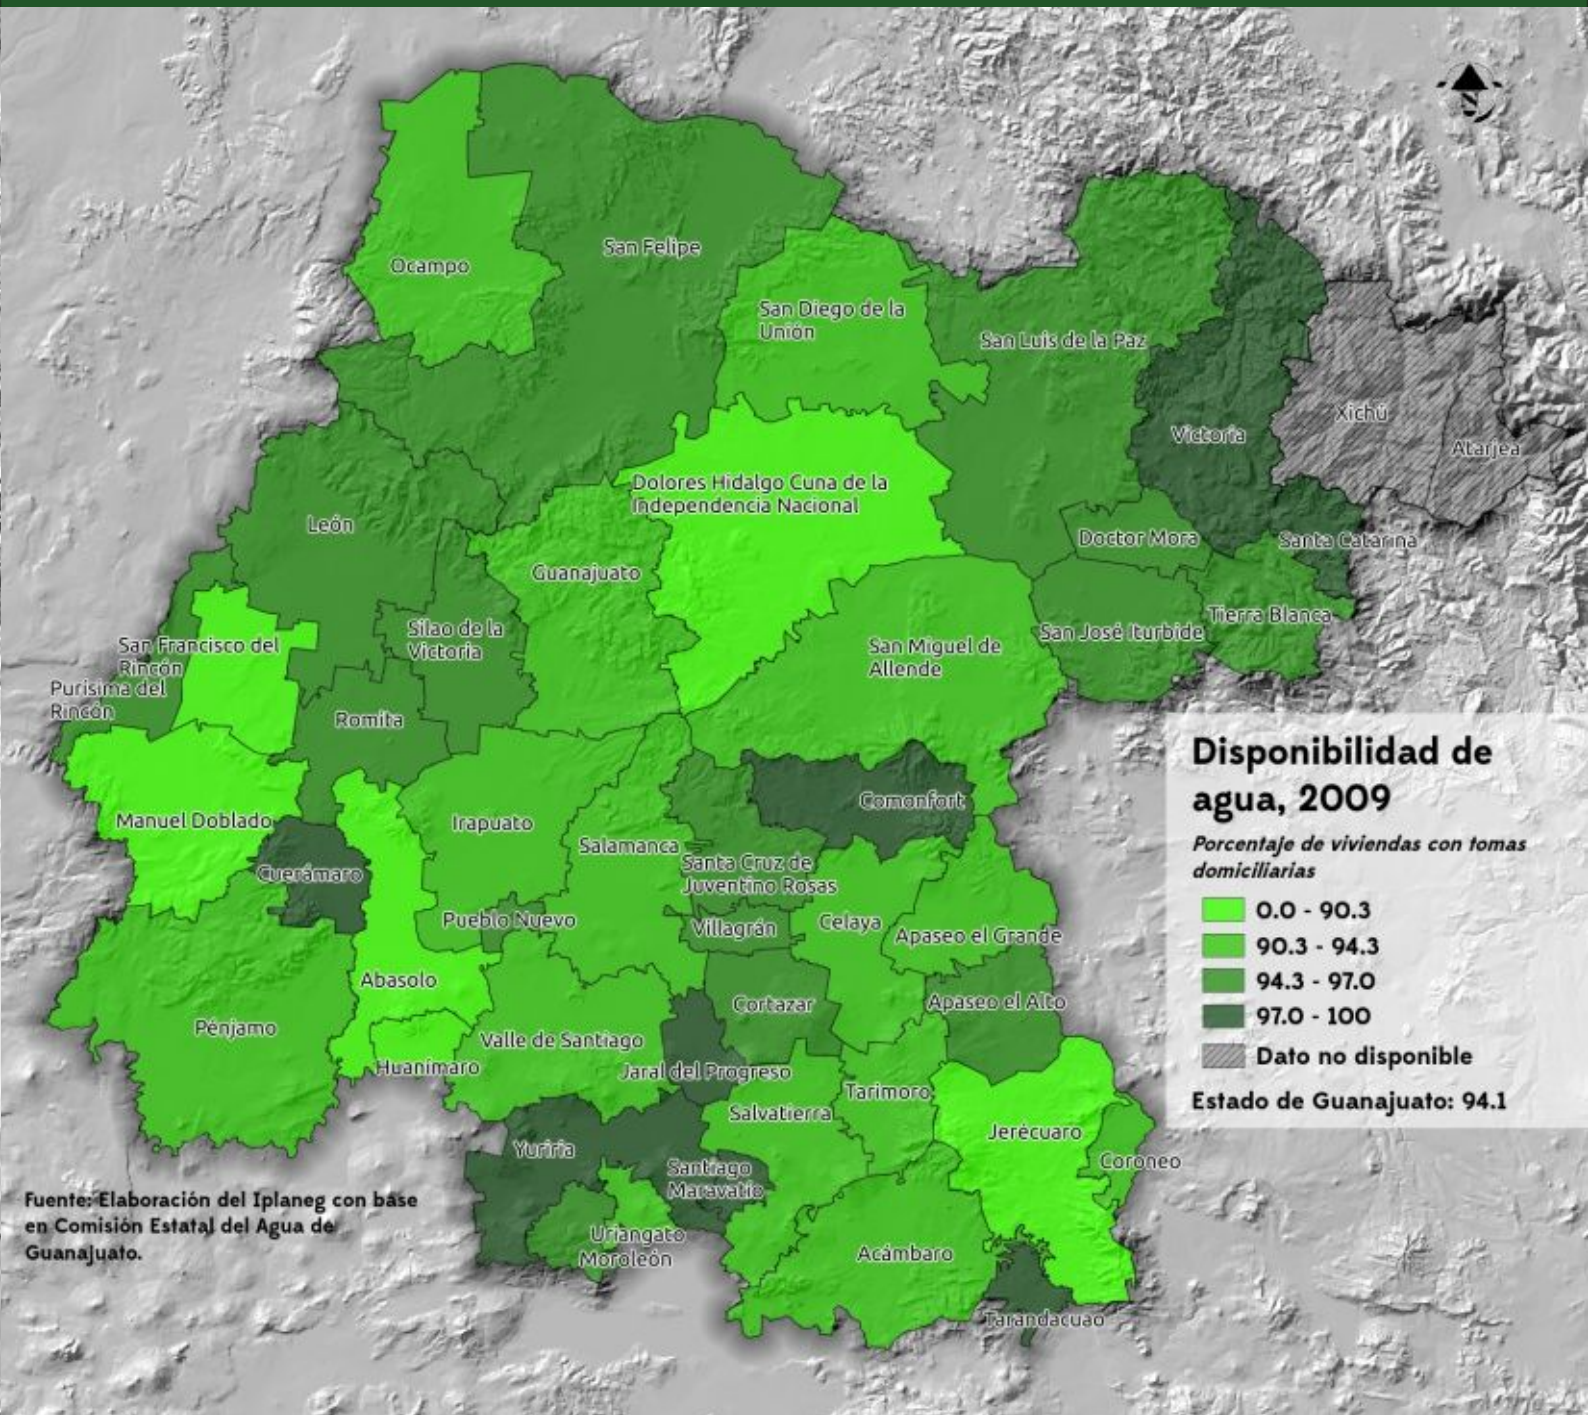 Ocampo
San Felipe
San Diego de la
Unión
San Luis de la Paz
Xichú
Victoria
Atarjea
Dolores Hidalgo Cuna de la
Independencia Nacional
León
Doctor Mora
Santa Catarina
Guanajuato
Tierra Blanca
Silao de la
Victoria
San José Iturbide
San Francisco del
Rincón
San Miguel de
Allende
Purísima del
Rincón
Romita
Manuel Doblado
Irapuato
Comonfort
Salamanca
Cuerámaro
Santa Cruz de
Juventino Rosas
Pueblo Nuevo
Villagrán
Celaya
Apaseo el Grande
Abasolo
Cortazar
Apaseo el Alto
Pénjamo
Valle de Santiago
Huanímaro
Jaral del Progreso
Tarimoro
Salvatierra
Jerécuaro
Yuriria
Coroneo
Santiago
Maravatío
Uriangato
Moroleón
Acámbaro
Tarandacuao
Disponibilidad de
agua, 2009
Porcentaje de viviendas con tomas
domiciliarias
0.0 - 90.3
90.3 - 94.3
94.3 - 97.0
97.0 - 100
Dato no disponible
Estado de Guanajuato: 94.1
Fuente: Elaboración del Iplaneg con base
en Comisión Estatal del Agua de
Guanajuato.